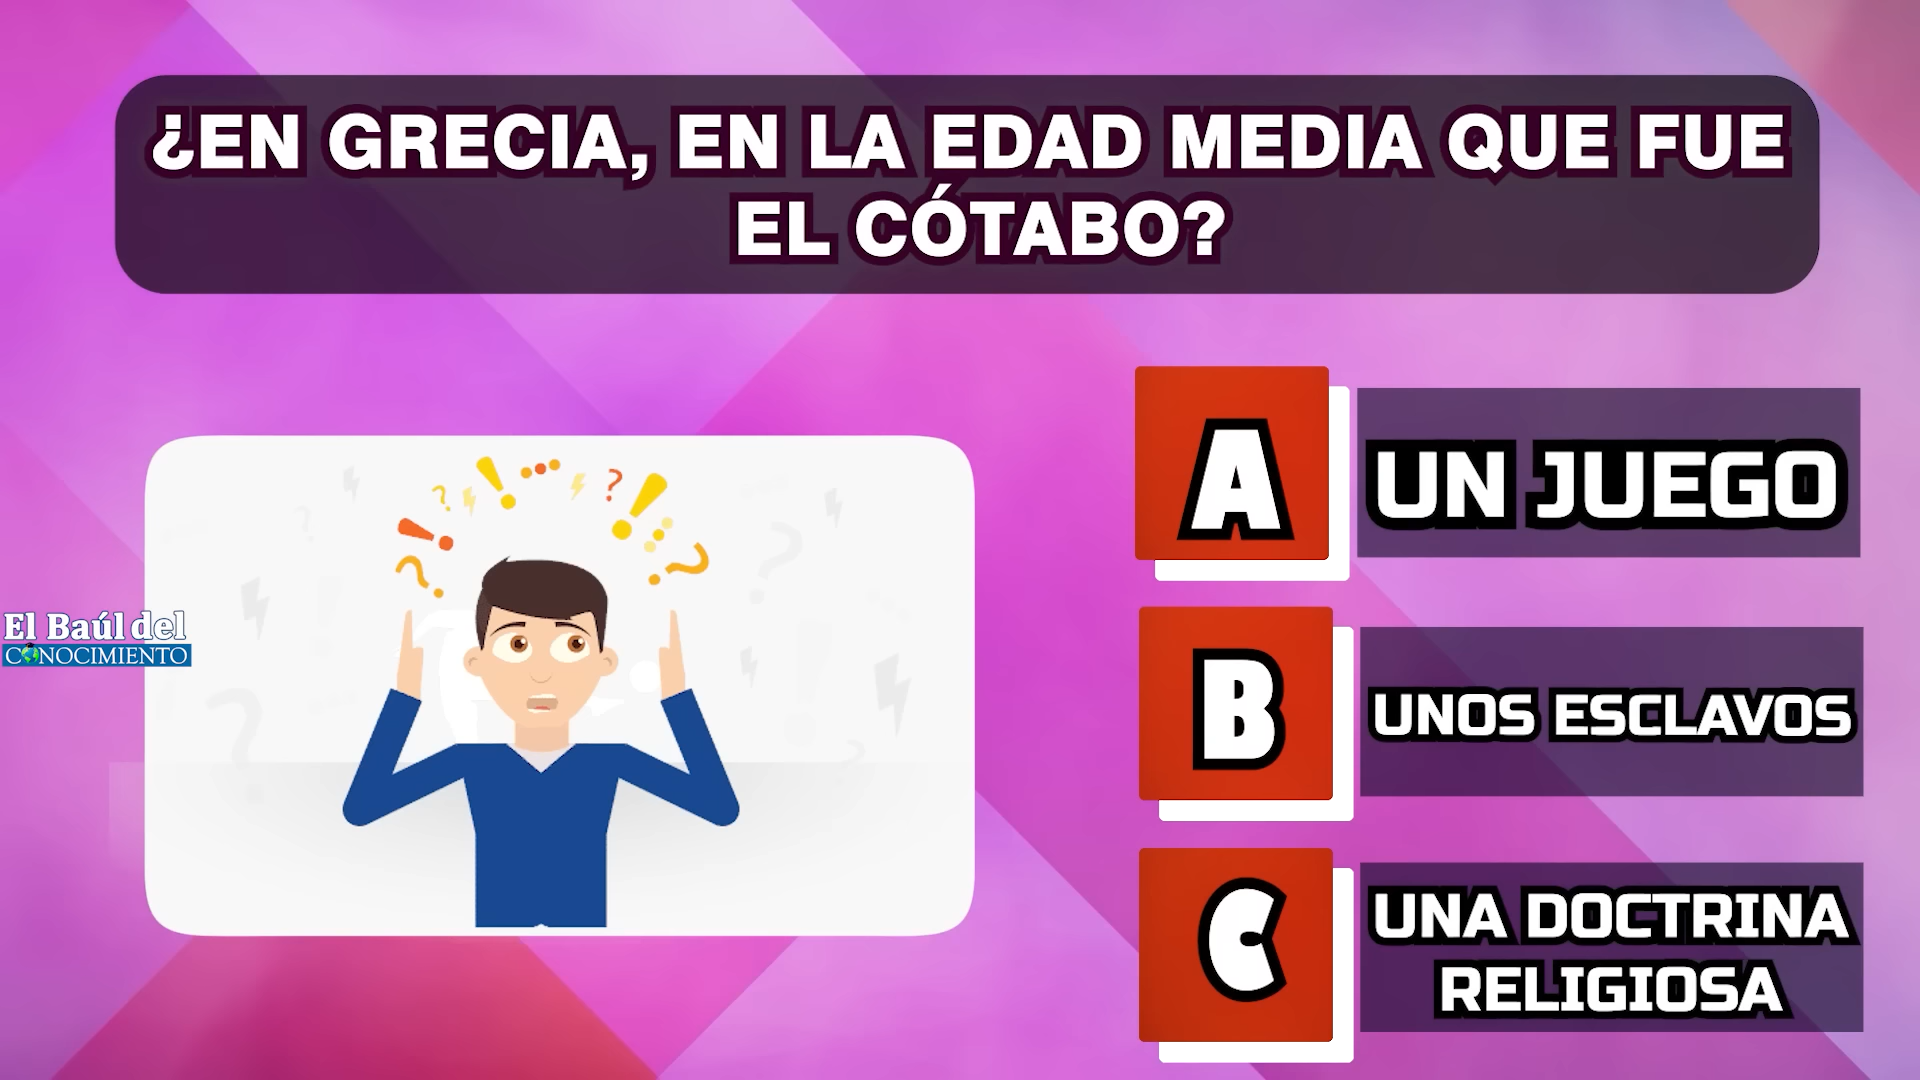 ¿EN GRECIA, EN LA EDAD MEDIA QUE FUE
EL CÓTABO?
A
UN JUEGO
El Baúl del
CONOCIMIENTO
B
UNOS ESCLAVOS
C
UNA DOCTRINA
RELIGIOSA